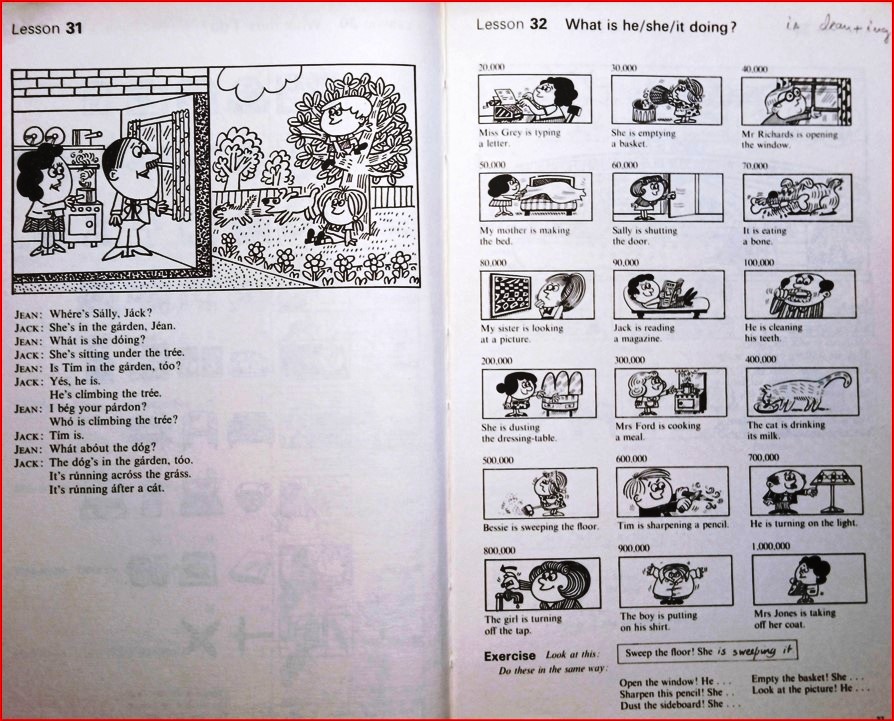 Lesson 31
JEAN: Whére's Sálly, Jáck?
JACK: She's in the gárden, Jéan.
JEAN: Whát is she dóing?
JACK: She's sítting under the trée.
JEAN: Is Tím in the gárden, tóo?
JACK: Yés, he is.
He's clímbing the trée.
JEAN: I bég your párdon?
Whó is clímbing the trée?
JACK: Tím is.
JEAN: Whát abóut the dóg?
JACK: The dóg's in the gárden, tóo.
It's rúnning acróss the gráss.
It's rúnning áfter a cát.
Lesson 32 What is he/she/it doing?
20,000
30,000
40,000
Miss Grey is typing
a letter.
She is emptying
a basket.
Mr Richards is opening
the window.
50,000
60,000
70,000
My mother is making
the bed.
Sally is shutting
the door.
It is eating
a bone.
80,000
90,000
100,000
My sister is looking
at a picture.
Jack is reading
a magazine.
He is cleaning
his teeth.
200,000
300,000
400,000
She is dusting
the dressing-table.
Mrs Ford is cooking
a meal.
The cat is drinking
its milk.
500,000
600,000
700,000
Bessie is sweeping the floor.
Tim is sharpening a pencil.
He is turning on the light.
800,000
900,000
1,000,000
The girl is turning
off the tap.
The boy is putting
on his shirt.
Mrs Jones is taking
off her coat.
Exercise Look at this:
Do these in the same way:
Sweep the floor! She is sweeping it
Open the window! He . . .
Sharpen this pencil! She . . .
Dust the sideboard! She . . .
Empty the basket! She . . .
Look at the picture! He . . .